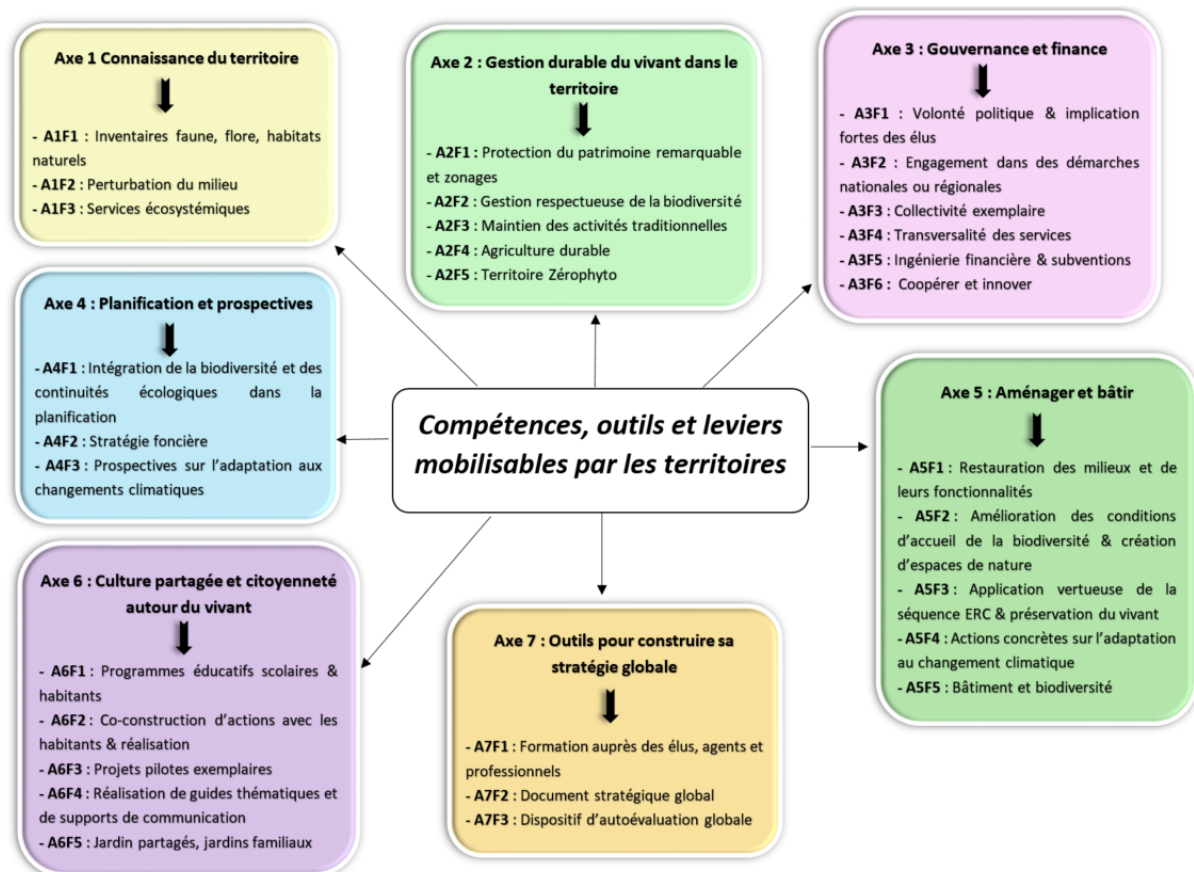 Axe 1 Connaissance du territoire
- A1F1 : Inventaires faune, flore, habitats
naturels
- A1F2 : Perturbation du milieu
- A1F3 : Services écosystémiques
Axe 2 : Gestion durable du vivant dans le
territoire
- A2F1 : Protection du patrimoine remarquable
et zonages
- A2F2 : Gestion respectueuse de la biodiversité
- A2F3 : Maintien des activités traditionnelles
- A2F4 : Agriculture durable
- A2F5 : Territoire Zérophyto
Axe 3 : Gouvernance et finance
- A3F1 : Volonté politique & implication
fortes des élus
- A3F2 : Engagement dans des démarches
nationales ou régionales
- A3F3 : Collectivité exemplaire
- A3F4 : Transversalité des services
- A3F5 : Ingénierie financière & subventions
- A3F6 : Coopérer et innover
Axe 4 : Planification et prospectives
- A4F1 : Intégration de la biodiversité et des
continuités écologiques dans la
planification
- A4F2 : Stratégie foncière
- A4F3 : Prospectives sur l'adaptation aux
changements climatiques
Compétences, outils et leviers
mobilisables par les territoires
Axe 5 : Aménager et bâtir
- A5F1 : Restauration des milieux et de
leurs fonctionnalités
- A5F2 : Amélioration des conditions
d'accueil de la biodiversité & création
d'espaces de nature
- A5F3 : Application vertueuse de la
séquence ERC & préservation du vivant
- A5F4 : Actions concrètes sur l'adaptation
au changement climatique
- A5F5 : Bâtiment et biodiversité
Axe 6 : Culture partagée et citoyenneté
autour du vivant
- A6F1 : Programmes éducatifs scolaires &
habitants
- A6F2 : Co-construction d'actions avec les
habitants & réalisation
- A6F3 : Projets pilotes exemplaires
- A6F4 : Réalisation de guides thématiques et
de supports de communication
- A6F5 : Jardin partagés, jardins familiaux
Axe 7 : Outils pour construire sa
stratégie globale
- A7F1 : Formation auprès des élus, agents et
professionnels
- A7F2 : Document stratégique global
- A7F3 : Dispositif d'autoévaluation globale